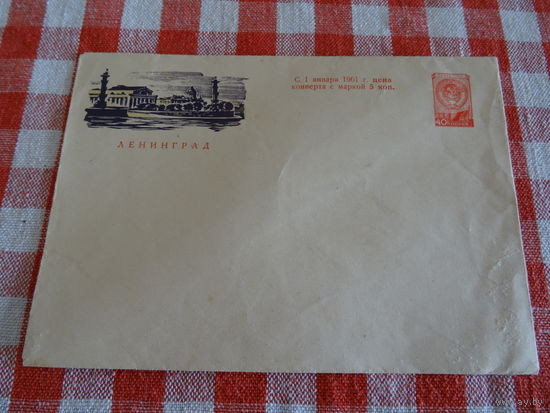 С 1 января 1961 г. цена
конверта с маркой 5 коп.
40
ЛЕНИНГРАД